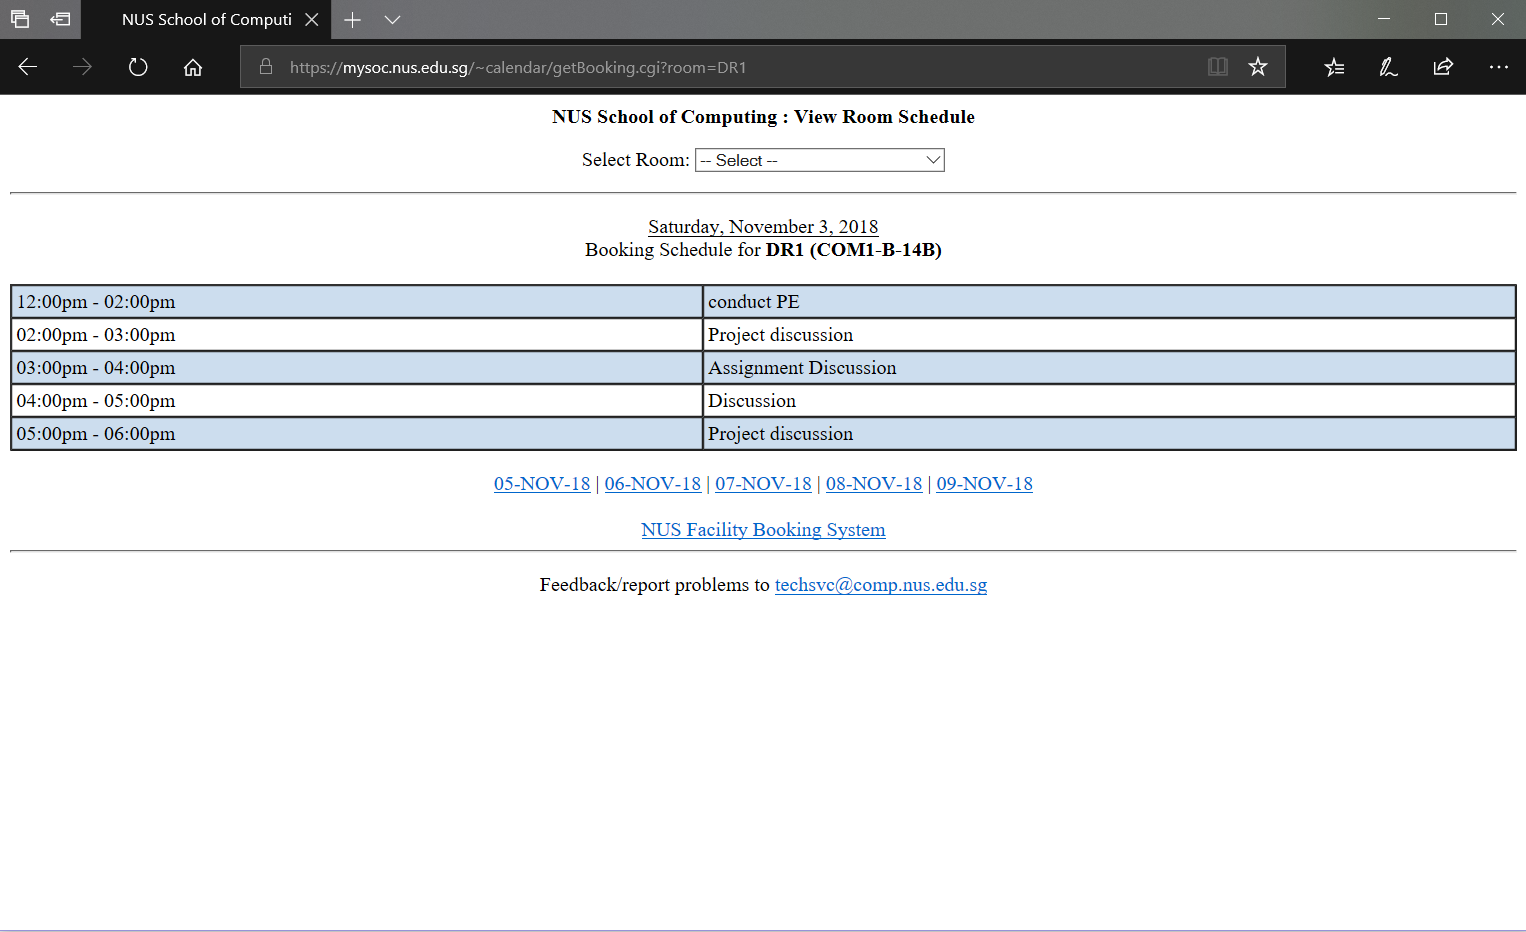 NUS School of Computi
https://mysoc.nus.edu.sg/~calendar/getBooking.cgi?room=DR1
NUS School of Computing : View Room Schedule
Select Room: -- Select --
Saturday, November 3, 2018
Booking Schedule for DR1 (COM1-B-14B)
12:00pm - 02:00pm conduct PE
02:00pm - 03:00pm Project discussion
03:00pm - 04:00pm Assignment Discussion
04:00pm - 05:00pm Discussion
05:00pm - 06:00pm Project discussion
05-NOV-18 | 06-NOV-18 | 07-NOV-18 | 08-NOV-18 | 09-NOV-18
NUS Facility Booking System
Feedback/report problems to techsvc@comp.nus.edu.sg